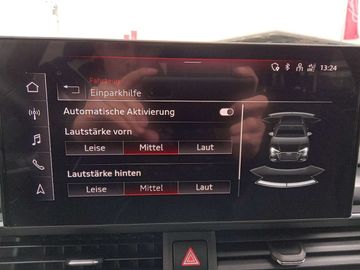 13:24
Fahrzeug
Einparkhilfe
Automatische Aktivierung
Lautstärke vorn
Leise Mittel Laut
Lautstärke hinten
Leise Mittel Laut